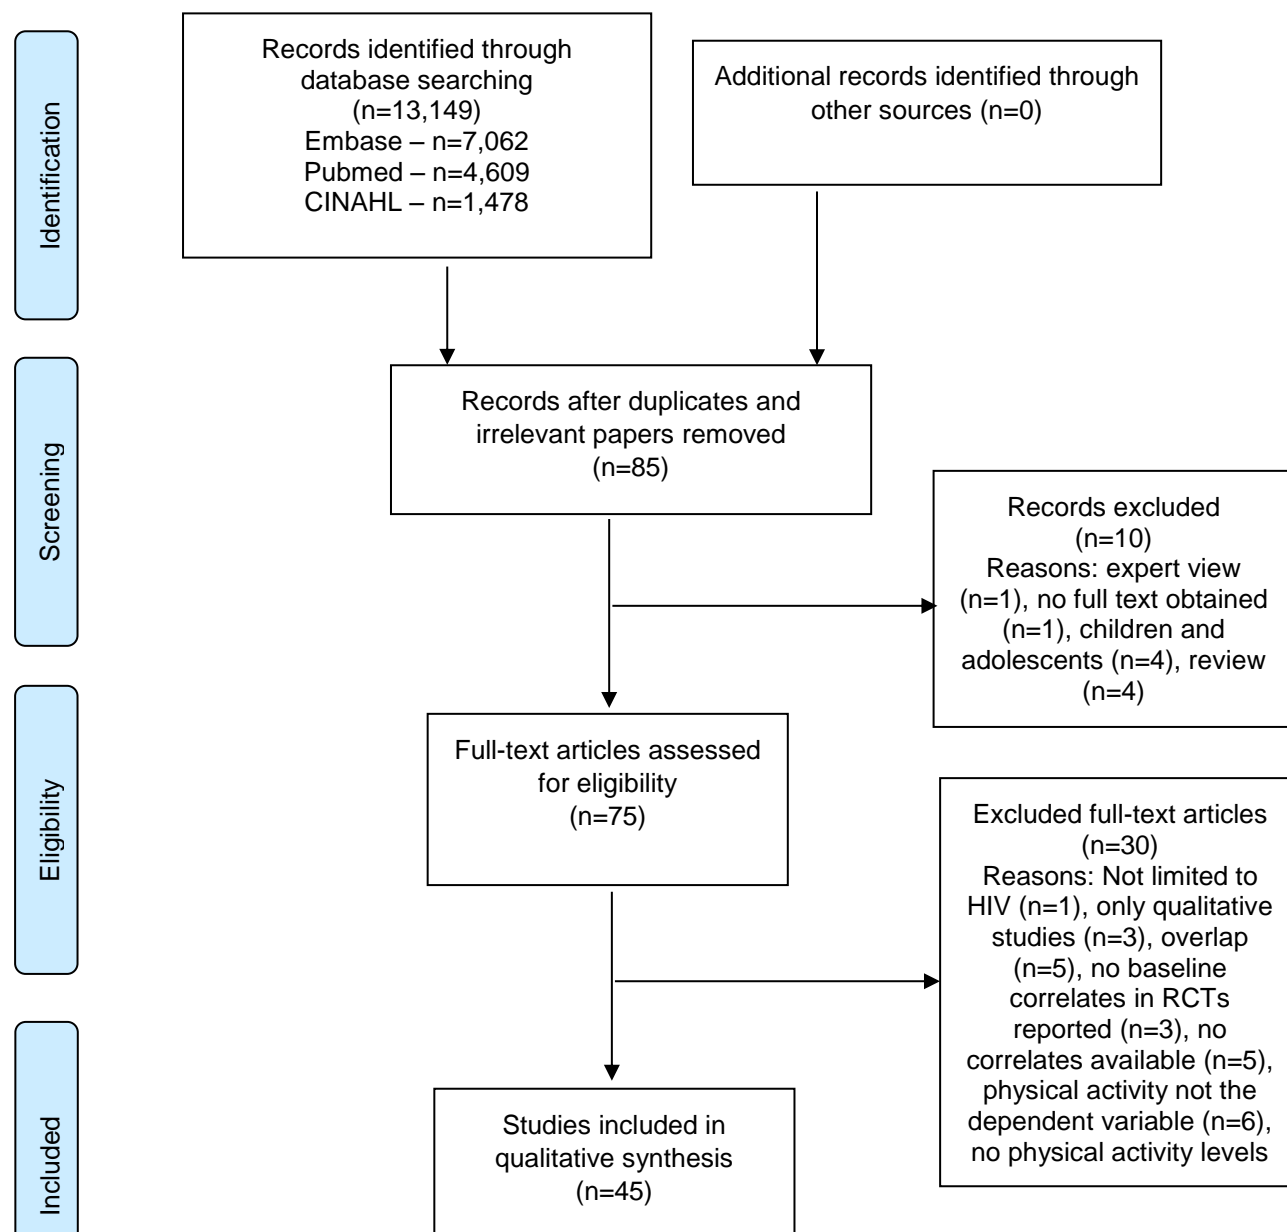 Identification
Records identified through
database searching
(n=13,149)
Embase – n=7,062
Pubmed – n=4,609
CINAHL – n=1,478
Additional records identified through
other sources (n=0)
Screening
Records after duplicates and
irrelevant papers removed
(n=85)
Records excluded
(n=10)
Reasons: expert view
(n=1), no full text obtained
(n=1), children and
adolescents (n=4), review
(n=4)
Eligibility
Full-text articles assessed
for eligibility
(n=75)
Excluded full-text articles
(n=30)
Reasons: Not limited to
HIV (n=1), only qualitative
studies (n=3), overlap
(n=5), no baseline
correlates in RCTs
reported (n=3), no
correlates available (n=5),
physical activity not the
dependent variable (n=6),
no physical activity levels
Included
Studies included in
qualitative synthesis
(n=45)